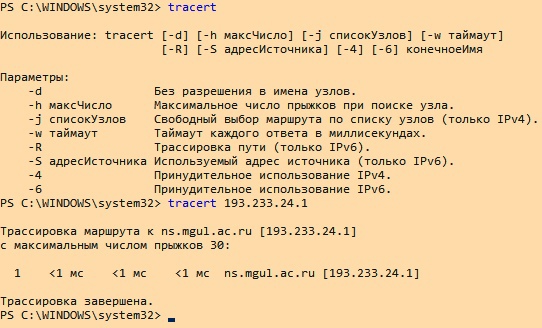 PS C:\WINDOWS\system32> tracert
Использование: tracert [-d] [-h максЧисло] [-j списокУзлов] [-w таймаут]
[-R] [-S адресИсточника] [-4] [-6] конечноеИмя
Параметры:
-d Без разрешения в имена узлов.
-h максЧисло Максимальное число прыжков при поиске узла.
-j списокУзлов Свободный выбор маршрута по списку узлов (только IPv4).
-w таймаут Таймаут каждого ответа в миллисекундах.
-R Трассировка пути (только IPv6).
-S адресИсточника Используемый адрес источника (только IPv6).
-4 Принудительное использование IPv4.
-6 Принудительное использование IPv6.
PS C:\WINDOWS\system32> tracert 193.233.24.1
Трассировка маршрута к ns.mgul.ac.ru [193.233.24.1]
с максимальным числом прыжков 30:
1 <1 мс <1 мс <1 мс ns.mgul.ac.ru [193.233.24.1]
Трассировка завершена.
PS C:\WINDOWS\system32>